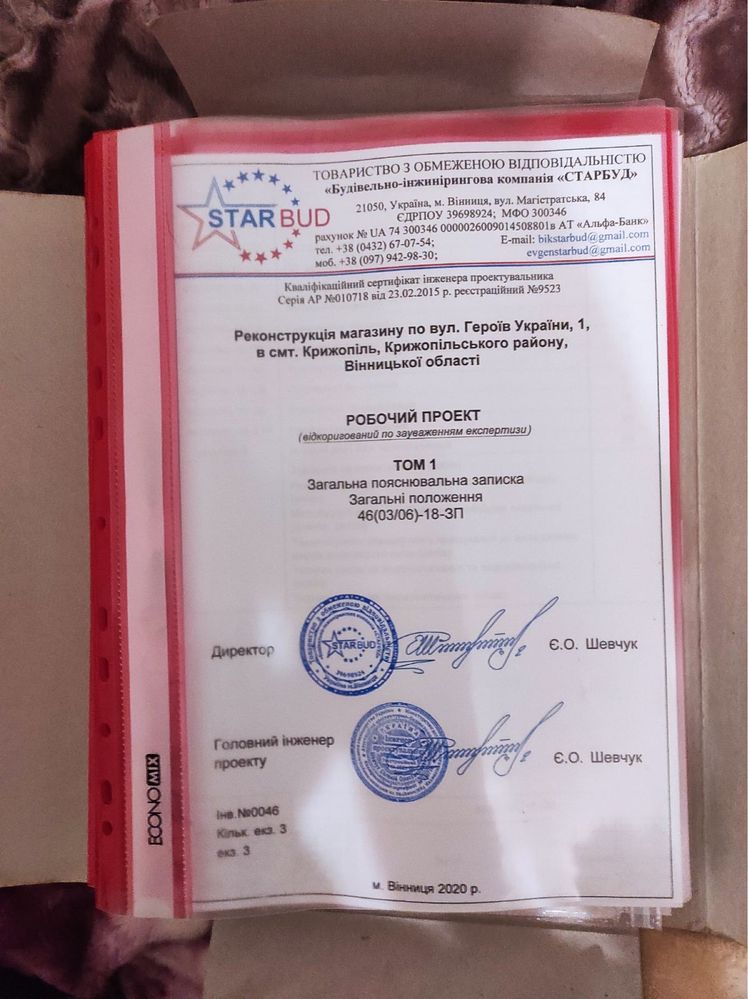 ТОВАРИСТВО З ОБМЕЖЕНОЮ ВІДПОВІДАЛЬНІСТЮ
«Будівельно-інжинірингова компанія «СТАРБУД»
STARBUD
21050, Україна, м. Вінниця, вул. Магістратська, 84
ЄДРПОУ 39698924; МФО 300346
рахунок № UA 74 300346 0000026009014508801в АТ «Альфа-Банк»
тел. +38 (0432) 67-07-54; E-mail: bikstarbud@gmail.com
моб. +38 (097) 942-98-30; evgenstarbud@gmail.com
Кваліфікаційний сертифікат інженера проектувальника
Серія АР №010718 від 23.02.2015 р. реєстраційний №9523
Реконструкція магазину по вул. Героїв України, 1,
в смт. Крижопіль, Крижопільського району,
Вінницької області
РОБОЧИЙ ПРОЕКТ
(відкоригований по зауваженням експертизи)
ТОМ 1
Загальна пояснювальна записка
Загальні положення
46(03/06)-18-ЗП
Директор
STARBUD
39698924
Є.О. Шевчук
Головний інженер
проекту
Є.О. Шевчук
Інв.№0046
Кільк. екз. 3
екз. 3
м. Вінниця 2020 р.
ECONOMIX